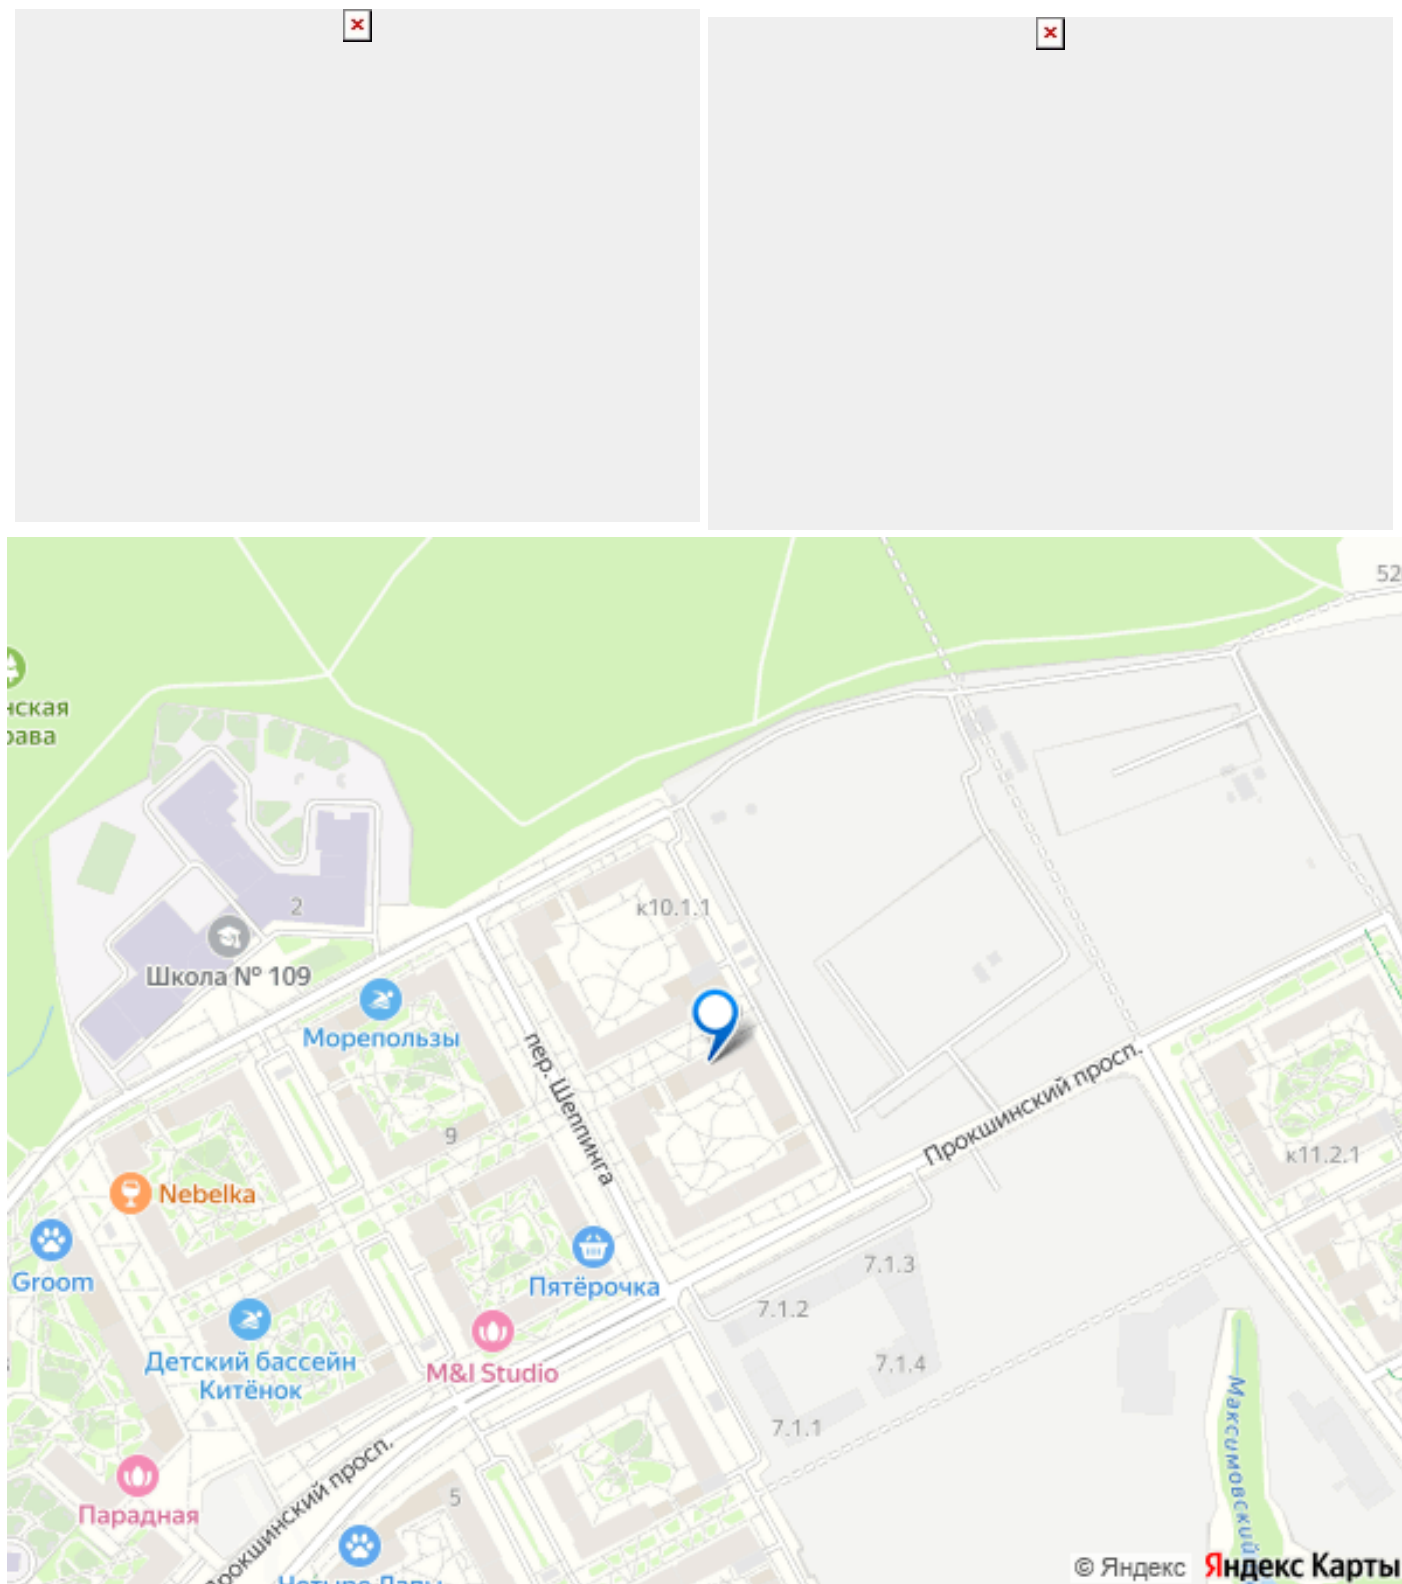 52
нская
рава
к10.1.1
2
Школа № 109
Морепользы
пер. Шеппинга
Прокшинский просп.
9
к11.2.1
Nebelka
Groom
Пятёрочка
7.1.3
7.1.2
Детский бассейн
Китёнок
M&I Studio
7.1.4
7.1.1
Максимовский
Прокшинский просп.
5
Парадная
Четыре Лапы
© Яндекс
Яндекс Карты